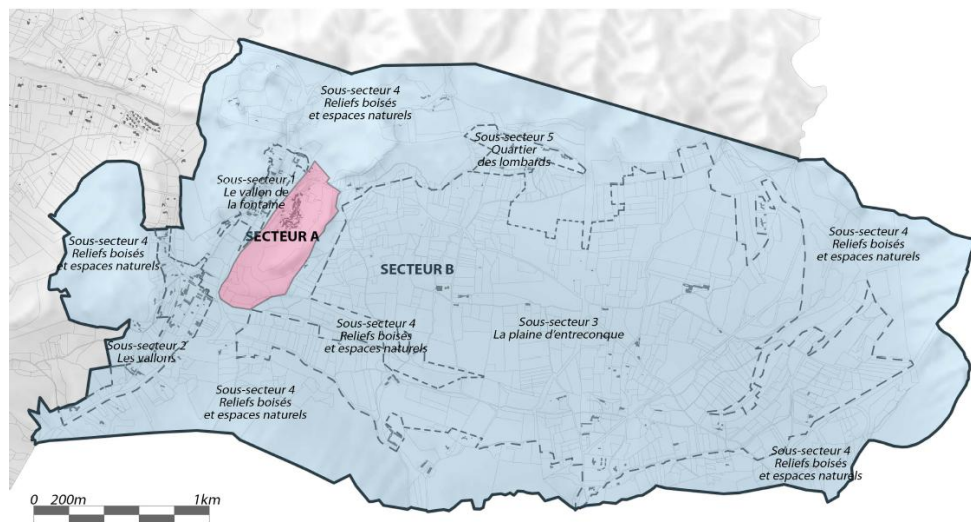 Sous-secteur 4
Reliefs boisés
et espaces naturels
Sous-secteur 5
Quartier
des lombards
Sous-secteur 1
Le vallon de
la fontaine
SECTEUR A
Sous-secteur 4
Reliefs boisés
et espaces naturels
Sous-secteur 4
Reliefs boisés
et espaces naturels
SECTEUR B
Sous-secteur 4
Reliefs boisés
et espaces naturels
Sous-secteur 3
La plaine d'entreconque
Sous-secteur 2
Les vallons
Sous-secteur 4
Reliefs boisés
et espaces naturels
Sous-secteur 4
Reliefs boisés
et espaces naturels
0 200m 1km